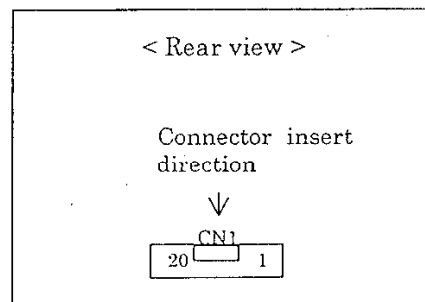 < Rear view >
Connector insert
direction
CN1
20 1